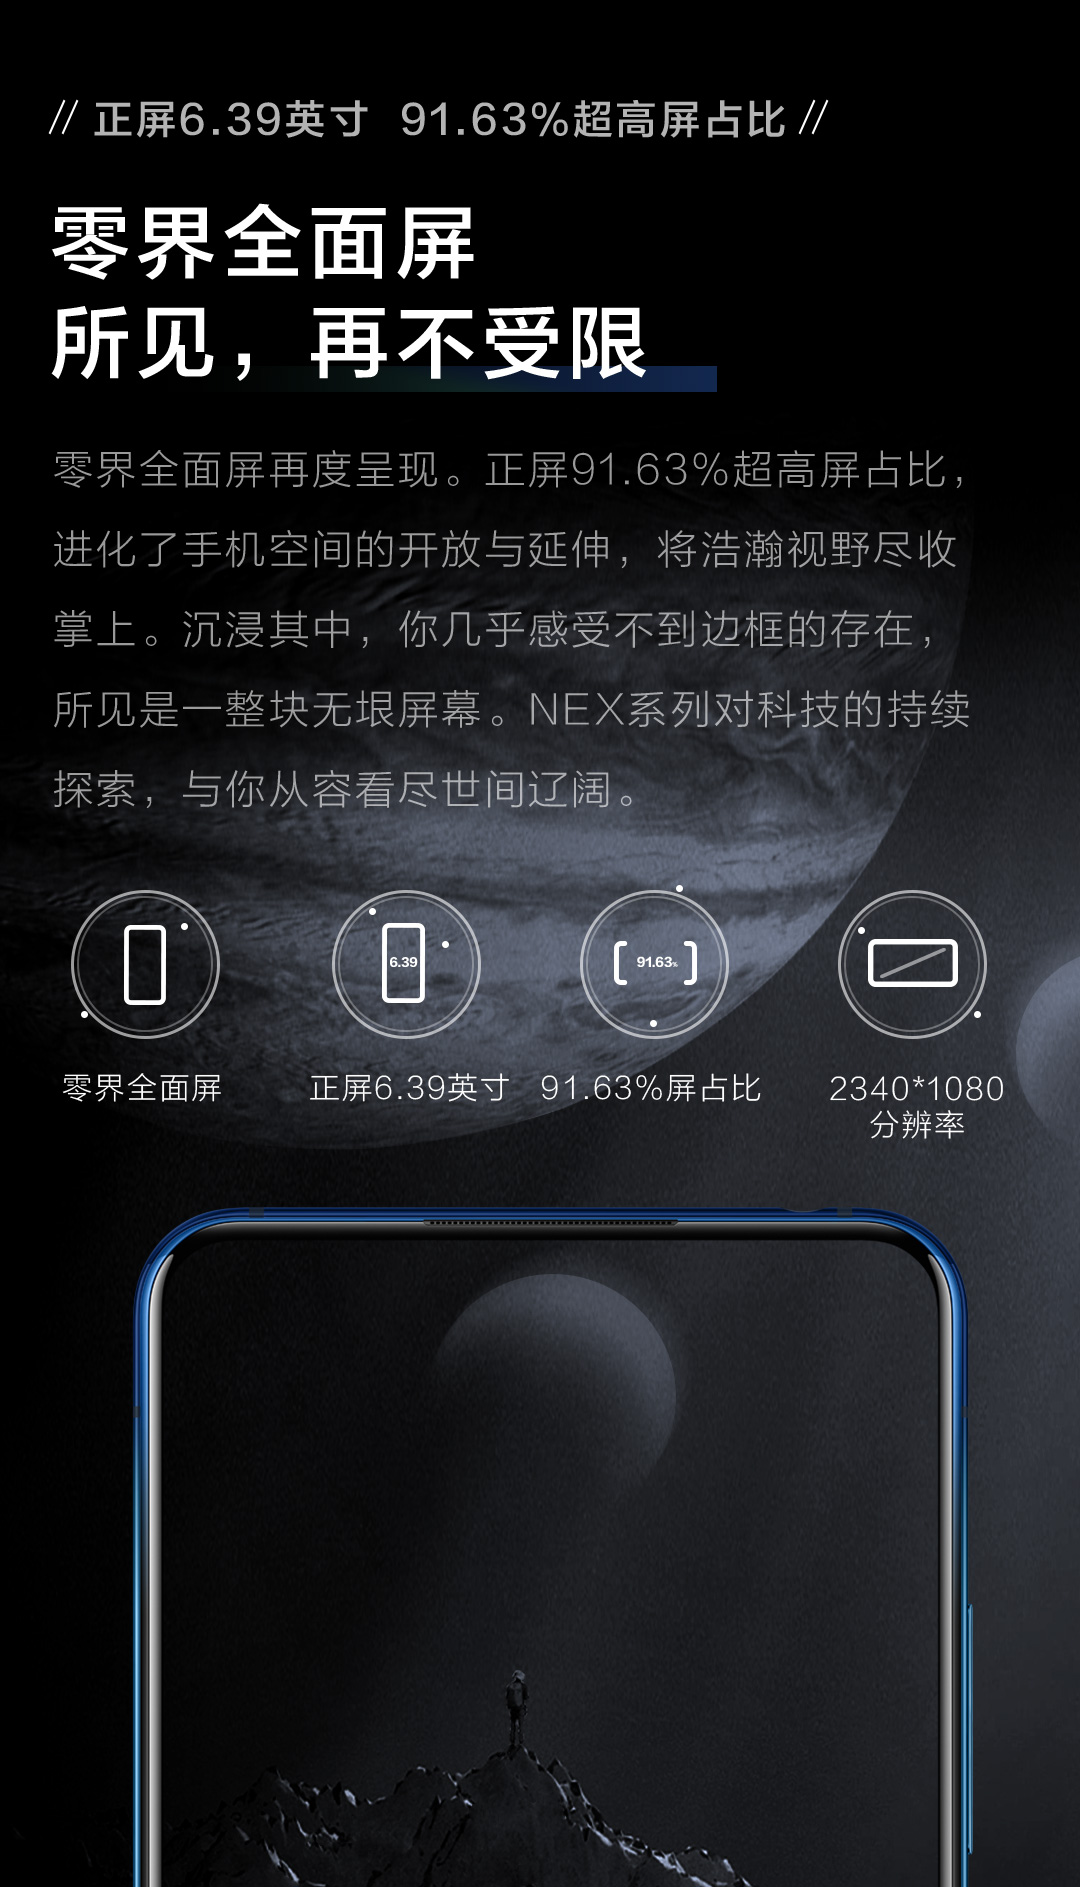 // 正屏6.39英寸 91.63%超高屏占比 //
零界全面屏
所见，再不受限
零界全面屏再度呈现。正屏91.63%超高屏占比，
进化了手机空间的开放与延伸，将浩瀚视野尽收
掌上。沉浸其中，你几乎感受不到边框的存在，
所见是一整块无垠屏幕。NEX系列对科技的持续
探索，与你从容看尽世间辽阔。
6.39
91.63%
零界全面屏
正屏6.39英寸
91.63%屏占比
2340*1080
分辨率